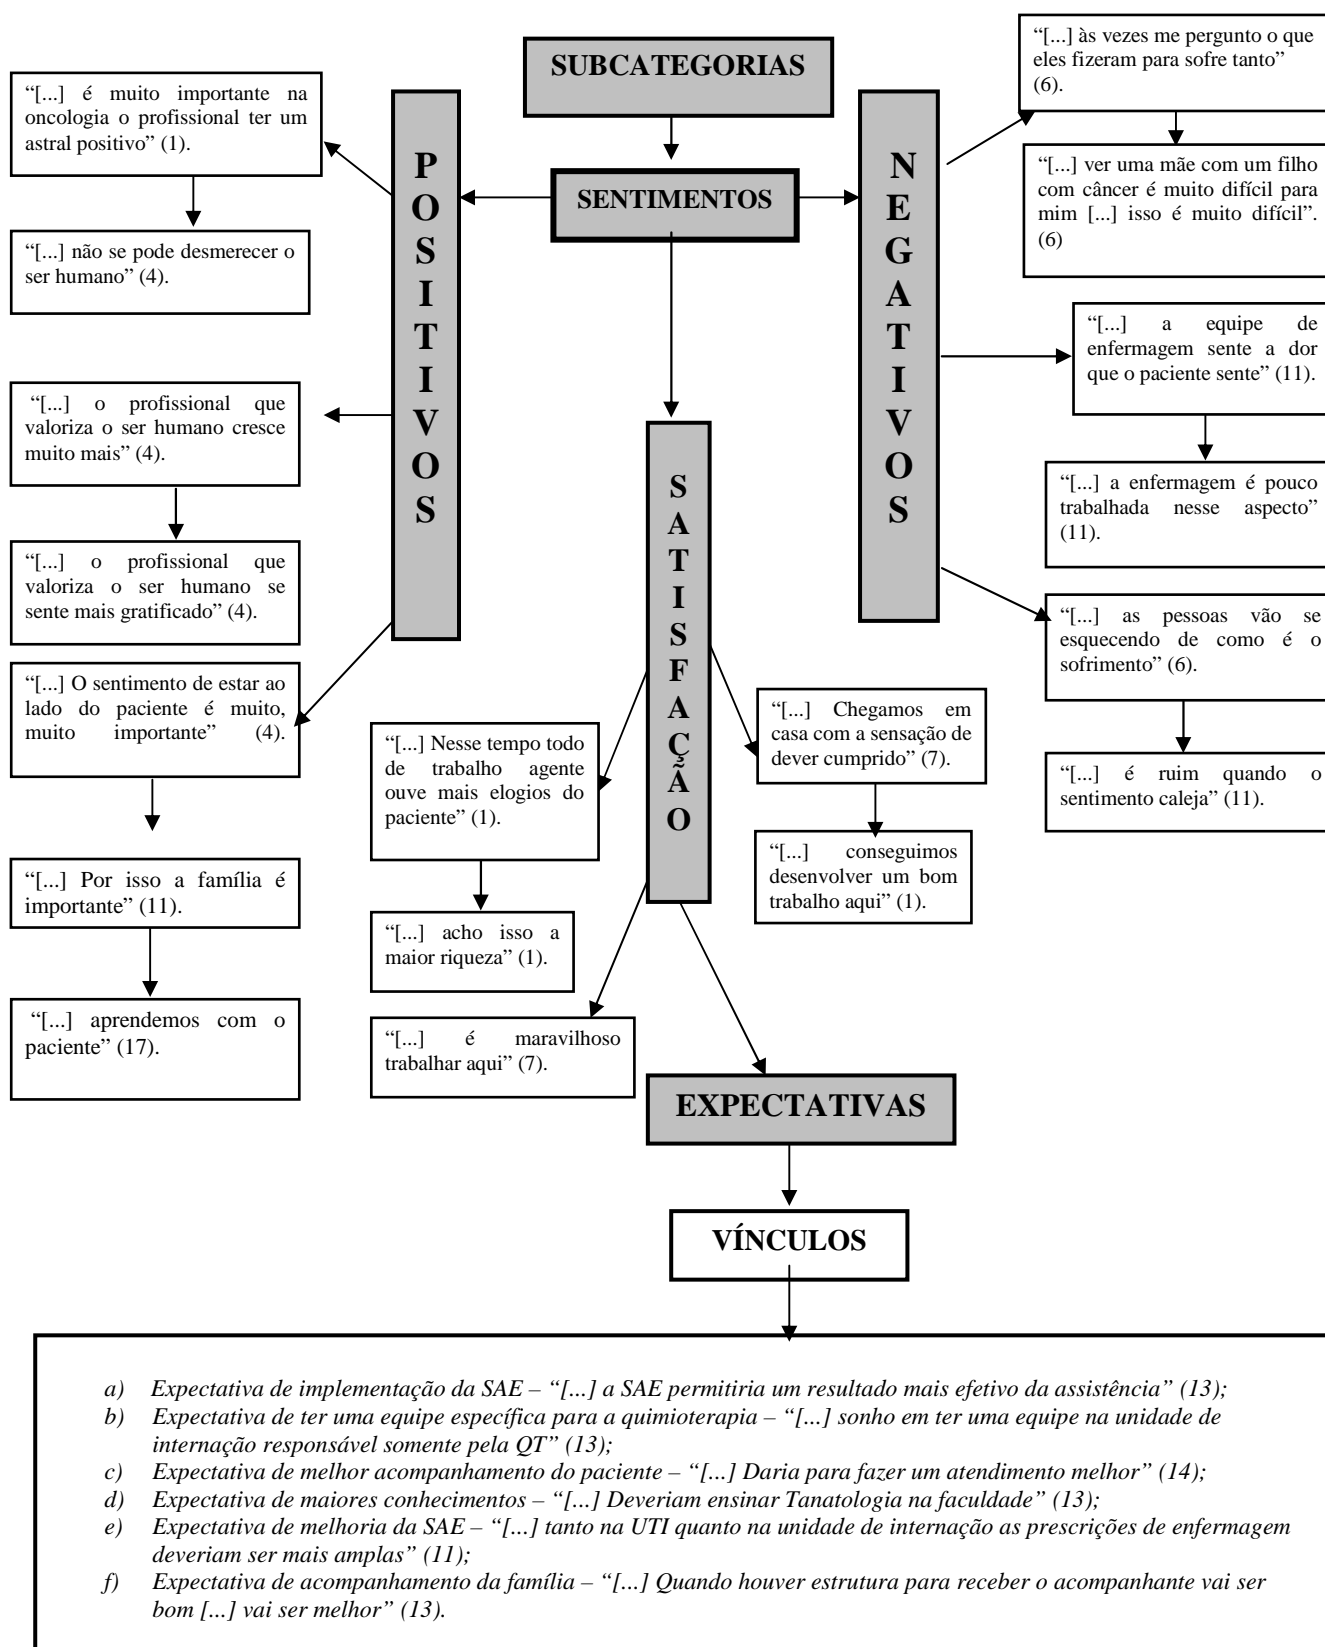 SUBCATEGORIAS
SENTIMENTOS
POSITIVOS
“[...] é muito importante na
oncologia o profissional ter um
astral positivo” (1).
“[...] não se pode desmerecer o
ser humano” (4).
“[...] o profissional que
valoriza o ser humano cresce
muito mais” (4).
“[...] o profissional que
valoriza o ser humano se
sente mais gratificado” (4).
“[...] O sentimento de estar ao
lado do paciente é muito,
muito importante” (4).
“[...] Por isso a família é
importante” (11).
“[...] aprendemos com o
paciente” (17).
NEGATIVOS
“[...] às vezes me pergunto o que
eles fizeram para sofre tanto”
(6).
“[...] ver uma mãe com um filho
com câncer é muito difícil para
mim [...] isso é muito difícil”.
(6)
“[...] a equipe de
enfermagem sente a dor
que o paciente sente” (11).
“[...] a enfermagem é pouco
trabalhada nesse aspecto”
(11).
“[...] as pessoas vão se
esquecendo de como é o
sofrimento” (6).
“[...] é ruim quando o
sentimento caleja” (11).
SATISFAÇÃO
“[...] Nesse tempo todo
de trabalho agente
ouve mais elogios do
paciente” (1).
“[...] acho isso a
maior riqueza” (1).
“[...] é maravilhoso
trabalhar aqui” (7).
“[...] Chegamos em
casa com a sensação de
dever cumprido” (7).
“[...] conseguimos
desenvolver um bom
trabalho aqui” (1).
EXPECTATIVAS
VÍNCULOS
a) Expectativa de implementação da SAE – “[...] a SAE permitiria um resultado mais efetivo da assistência” (13);
b) Expectativa de ter uma equipe específica para a quimioterapia – “[...] sonho em ter uma equipe na unidade de
internação responsável somente pela QT” (13);
c) Expectativa de melhor acompanhamento do paciente – “[...] Daria para fazer um atendimento melhor” (14);
d) Expectativa de maiores conhecimentos – “[...] Deveriam ensinar Tanatologia na faculdade” (13);
e) Expectativa de melhoria da SAE – “[...] tanto na UTI quanto na unidade de internação as prescrições de enfermagem
deveriam ser mais amplas” (11);
f) Expectativa de acompanhamento da família – “[...] Quando houver estrutura para receber o acompanhante vai ser
bom [...] vai ser melhor” (13).